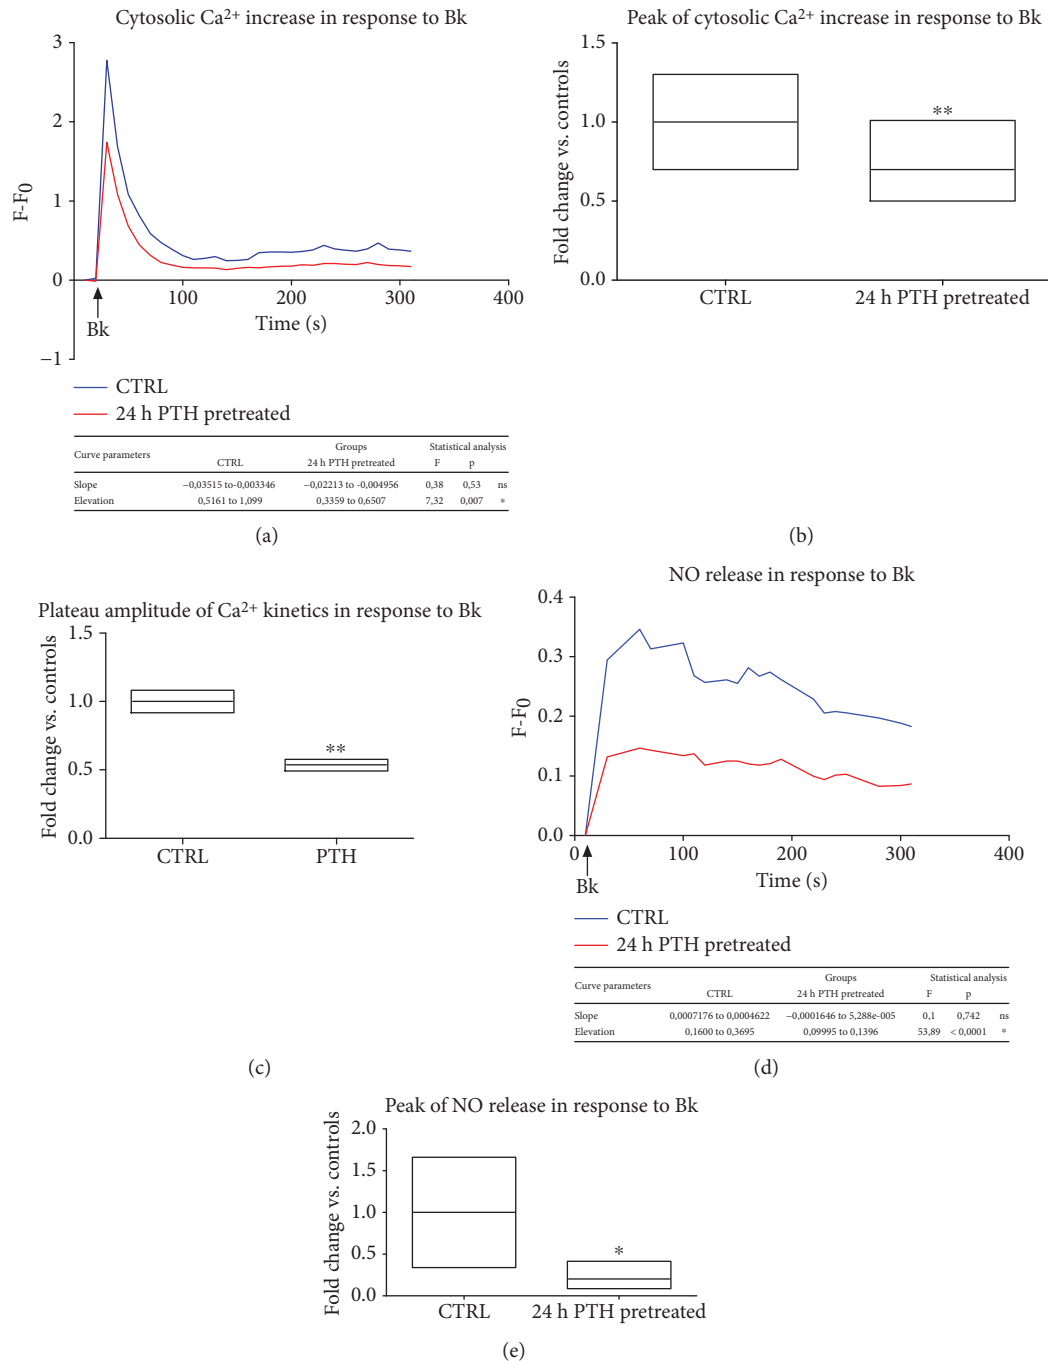 Cytosolic Ca²⁺ increase in response to Bk
3
2
1
0
−1
F-F₀
100
200
300
400
Time (s)
Bk
CTRL
24 h PTH pretreated
Curve parameters
Groups
Statistical analysis
CTRL
24 h PTH pretreated
F
p
Slope −0,03515 to-0,003346 −0,02213 to -0,004956 0,38 0,53 ns
Elevation 0,5161 to 1,099 0,3359 to 0,6507 7,32 0,007 *
(a)
Peak of cytosolic Ca²⁺ increase in response to Bk
Fold change vs. controls
1.5
1.0
0.5
0.0
**
CTRL
24 h PTH pretreated
(b)
Plateau amplitude of Ca²⁺ kinetics in response to Bk
Fold change vs. controls
1.5
1.0
0.5
0.0
**
CTRL
PTH
(c)
NO release in response to Bk
0.4
0.3
0.2
0.1
0.0
F-F₀
0
100
200
300
400
Time (s)
Bk
CTRL
24 h PTH pretreated
Curve parameters
Groups
Statistical analysis
CTRL
24 h PTH pretreated
F
p
Slope 0,0007176 to 0,0004622 −0,0001646 to 5,288e-005 0,1 0,742 ns
Elevation 0,1600 to 0,3695 0,09995 to 0,1396 53,89 < 0,0001 *
(d)
Peak of NO release in response to Bk
Fold change vs. controls
2.0
1.5
1.0
0.5
0.0
*
CTRL
24 h PTH pretreated
(e)